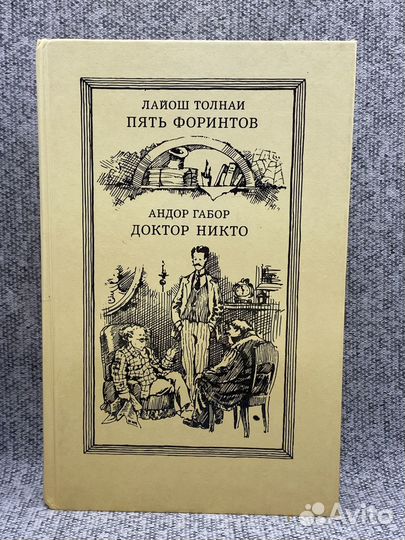 ЛАЙОШ ТОЛНАИ
ПЯТЬ ФОРИНТОВ
АНДОР ГАБОР
ДОКТОР НИКТО
Avito